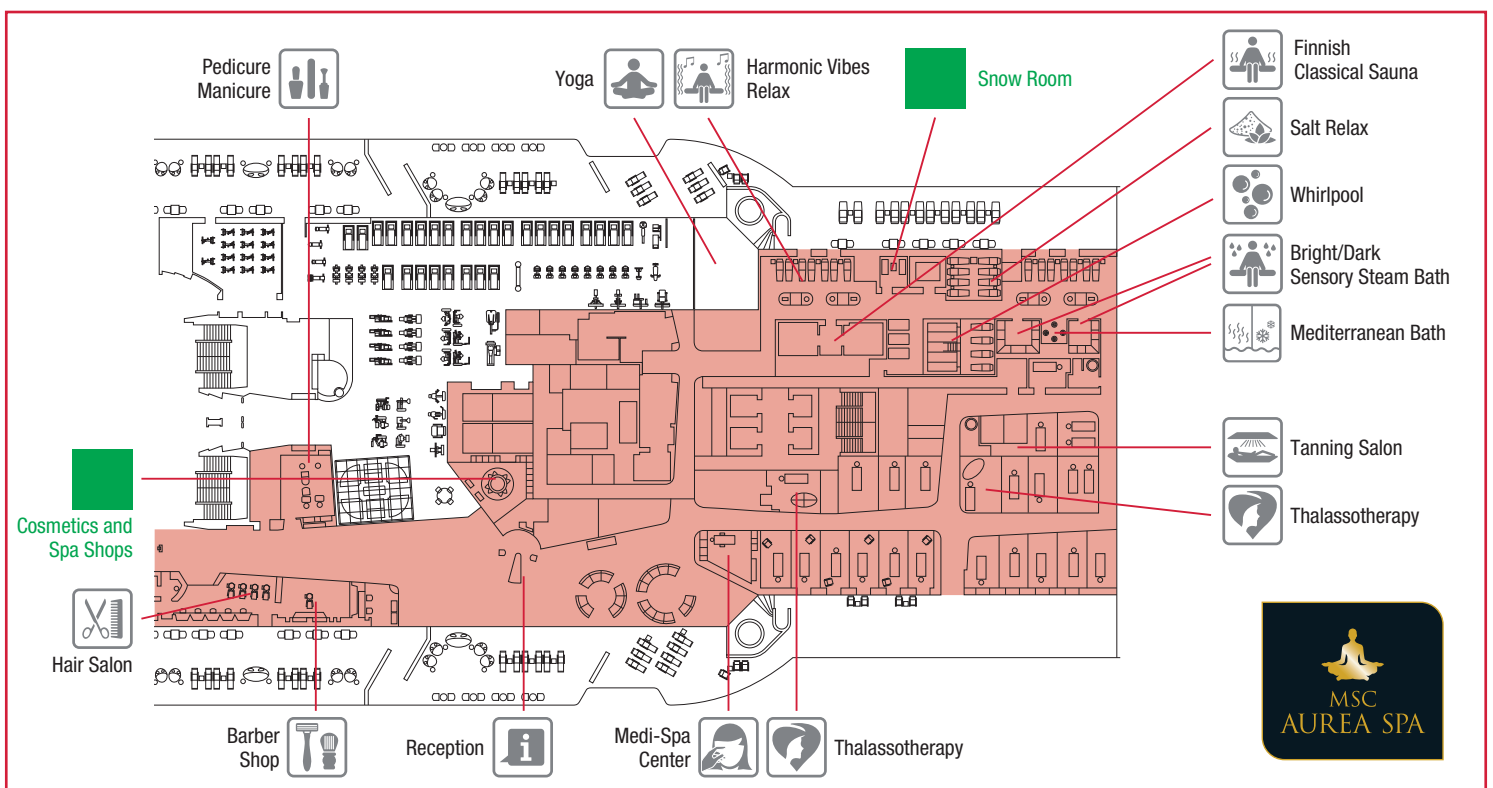 Pedicure
Manicure
Yoga
Harmonic Vibes
Relax
Snow Room
Finnish
Classical Sauna
Salt Relax
Whirlpool
Bright/Dark
Sensory Steam Bath
Mediterranean Bath
Tanning Salon
Thalassotherapy
Cosmetics and
Spa Shops
Hair Salon
Barber
Shop
Reception
i
Medi-Spa
Center
Thalassotherapy
MSC
AUREA SPA